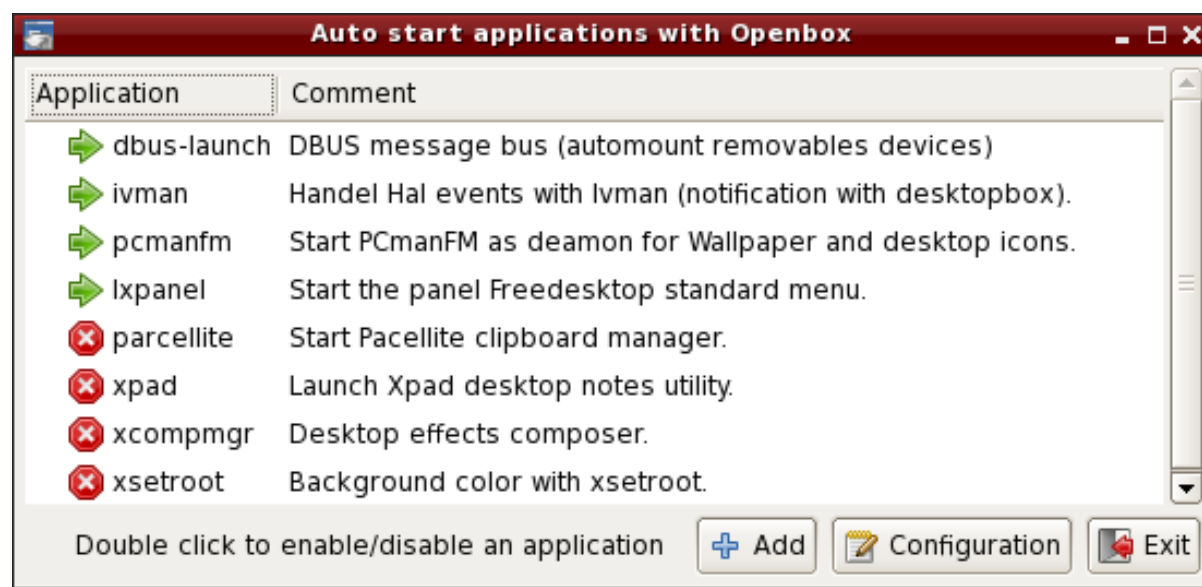 Auto start applications with Openbox
Application Comment
dbus-launch DBUS message bus (automount removables devices)
ivman Handel Hal events with Ivman (notification with desktopbox).
pcmanfm Start PCmanFM as deamon for Wallpaper and desktop icons.
lxpanel Start the panel Freedesktop standard menu.
parcellite Start Pacellite clipboard manager.
xpad Launch Xpad desktop notes utility.
xcompmgr Desktop effects composer.
xsetroot Background color with xsetroot.
Double click to enable/disable an application Add Configuration Exit